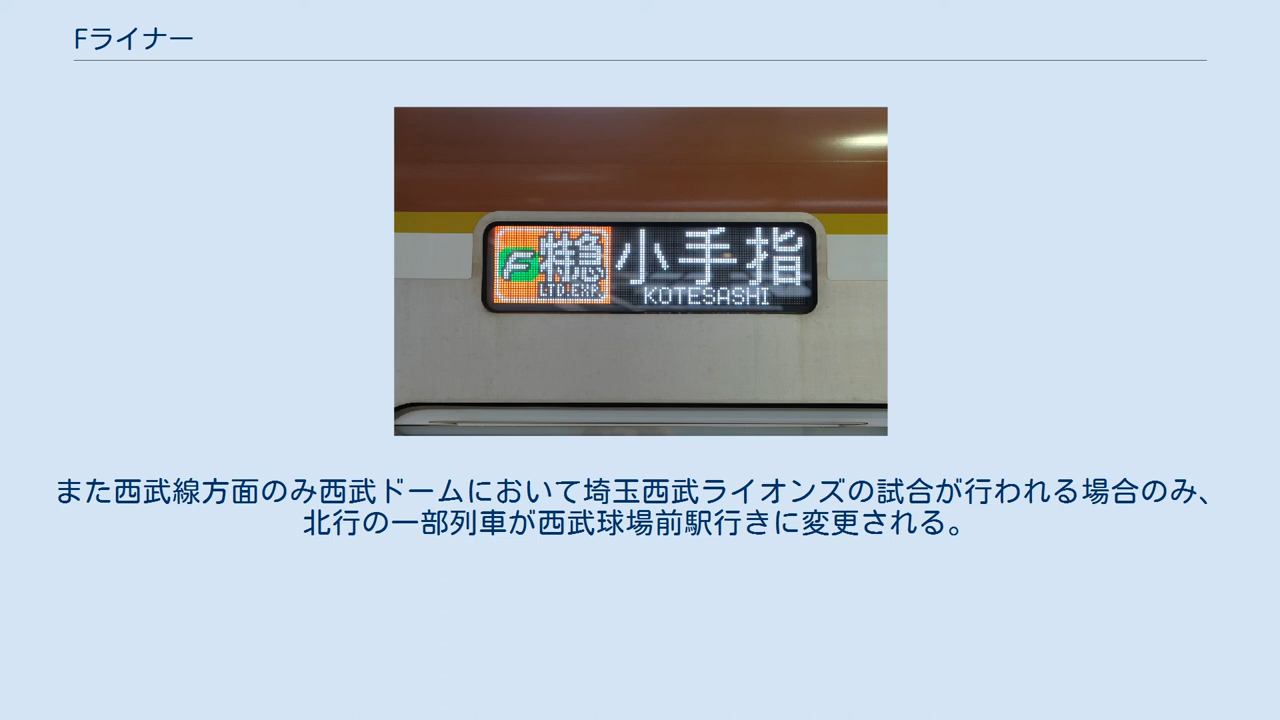 Fライナー
F 特急 小手指
LTD.EXP. KOTESASHI
また西武線方面のみ西武ドームにおいて埼玉西武ライオンズの試合が行われる場合のみ、
北行の一部列車が西武球場前駅行きに変更される。